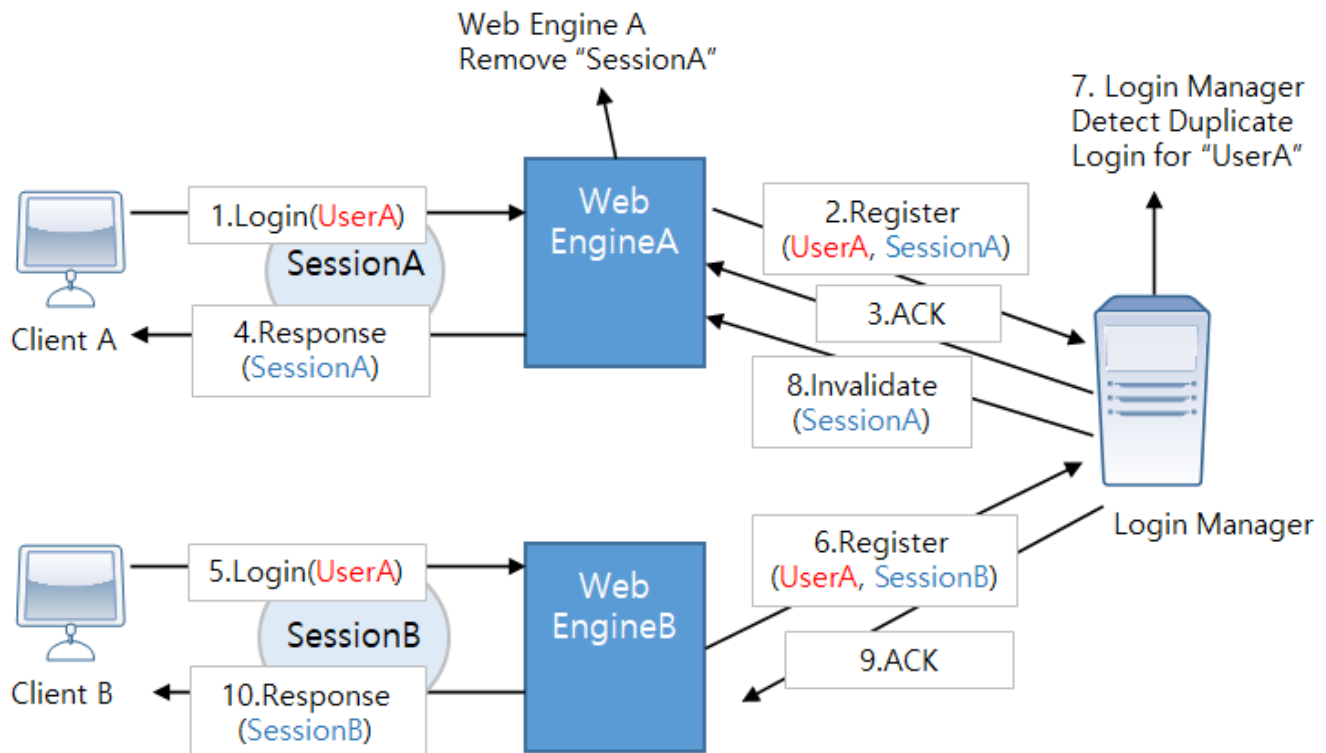 Web Engine A
Remove “SessionA”
7. Login Manager
Detect Duplicate
Login for “UserA”
1.Login(UserA)
SessionA
4.Response
(SessionA)
Client A
Web
EngineA
2.Register
(UserA, SessionA)
3.ACK
8.Invalidate
(SessionA)
Login Manager
5.Login(UserA)
SessionB
10.Response
(SessionB)
Client B
Web
EngineB
6.Register
(UserA, SessionB)
9.ACK